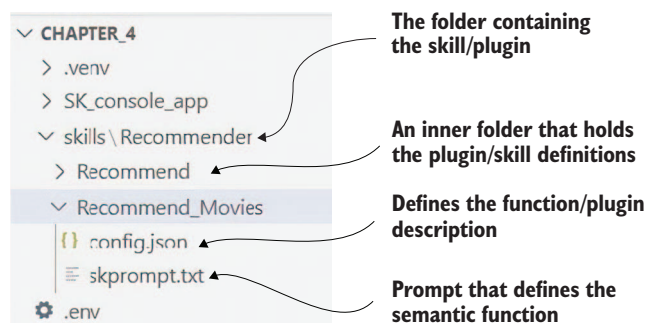 CHAPTER_4
.venv
SK_console_app
skills\Recommender
Recommend
Recommend_Movies
{} config.json
skprompt.txt
.env
The folder containing
the skill/plugin
An inner folder that holds
the plugin/skill definitions
Defines the function/plugin
description
Prompt that defines the
semantic function